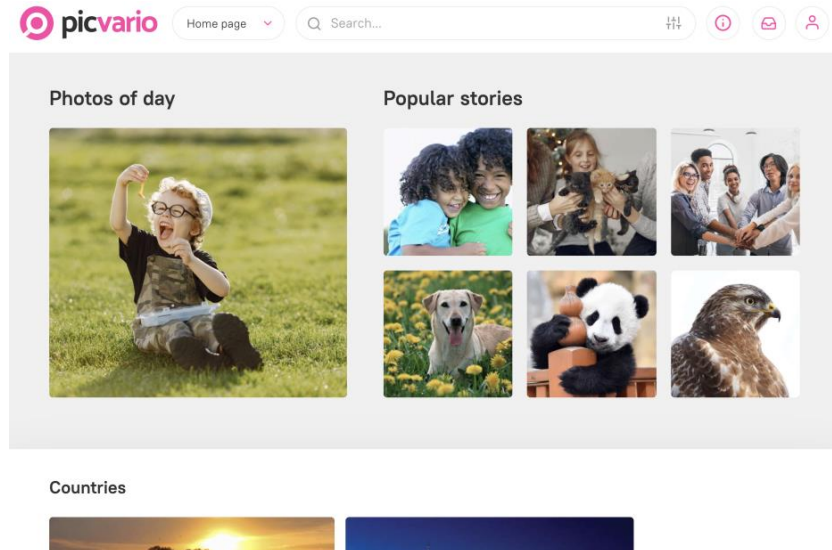 picvario
Home page
Search...
Photos of day
Popular stories
Countries